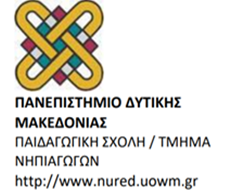 ΠΑΝΕΠΙΣΤΗΜΙΟ ΔΥΤΙΚΗΣ
ΜΑΚΕΔΟΝΙΑΣ
ΠΑΙΔΑΓΩΓΙΚΗ ΣΧΟΛΗ / ΤΜΗΜΑ
ΝΗΠΙΑΓΩΓΩΝ
http://www.nured.uowm.gr